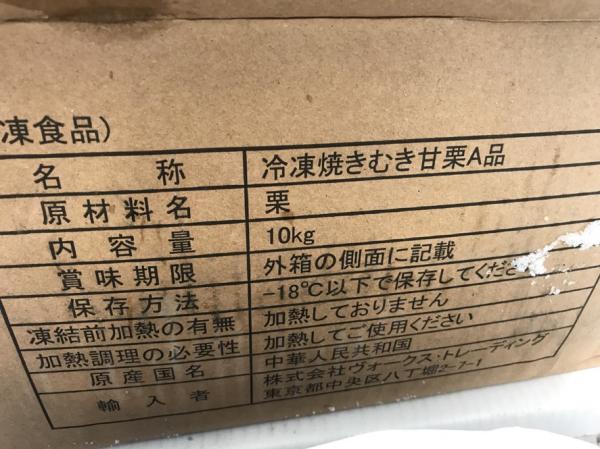 凍食品)
名称 冷凍焼きむき甘栗A品
原材料名 栗
内容量 10kg
賞味期限 外箱の側面に記載
保存方法 -18℃以下で保存してくださ
凍結前加熱の有無 加熱しておりません
加熱調理の必要性 加熱してご使用ください
原産国名 中華人民共和国
輸入者 株式会社ヴォークス・トレーディング
東京都中央区八丁堀2-7-1